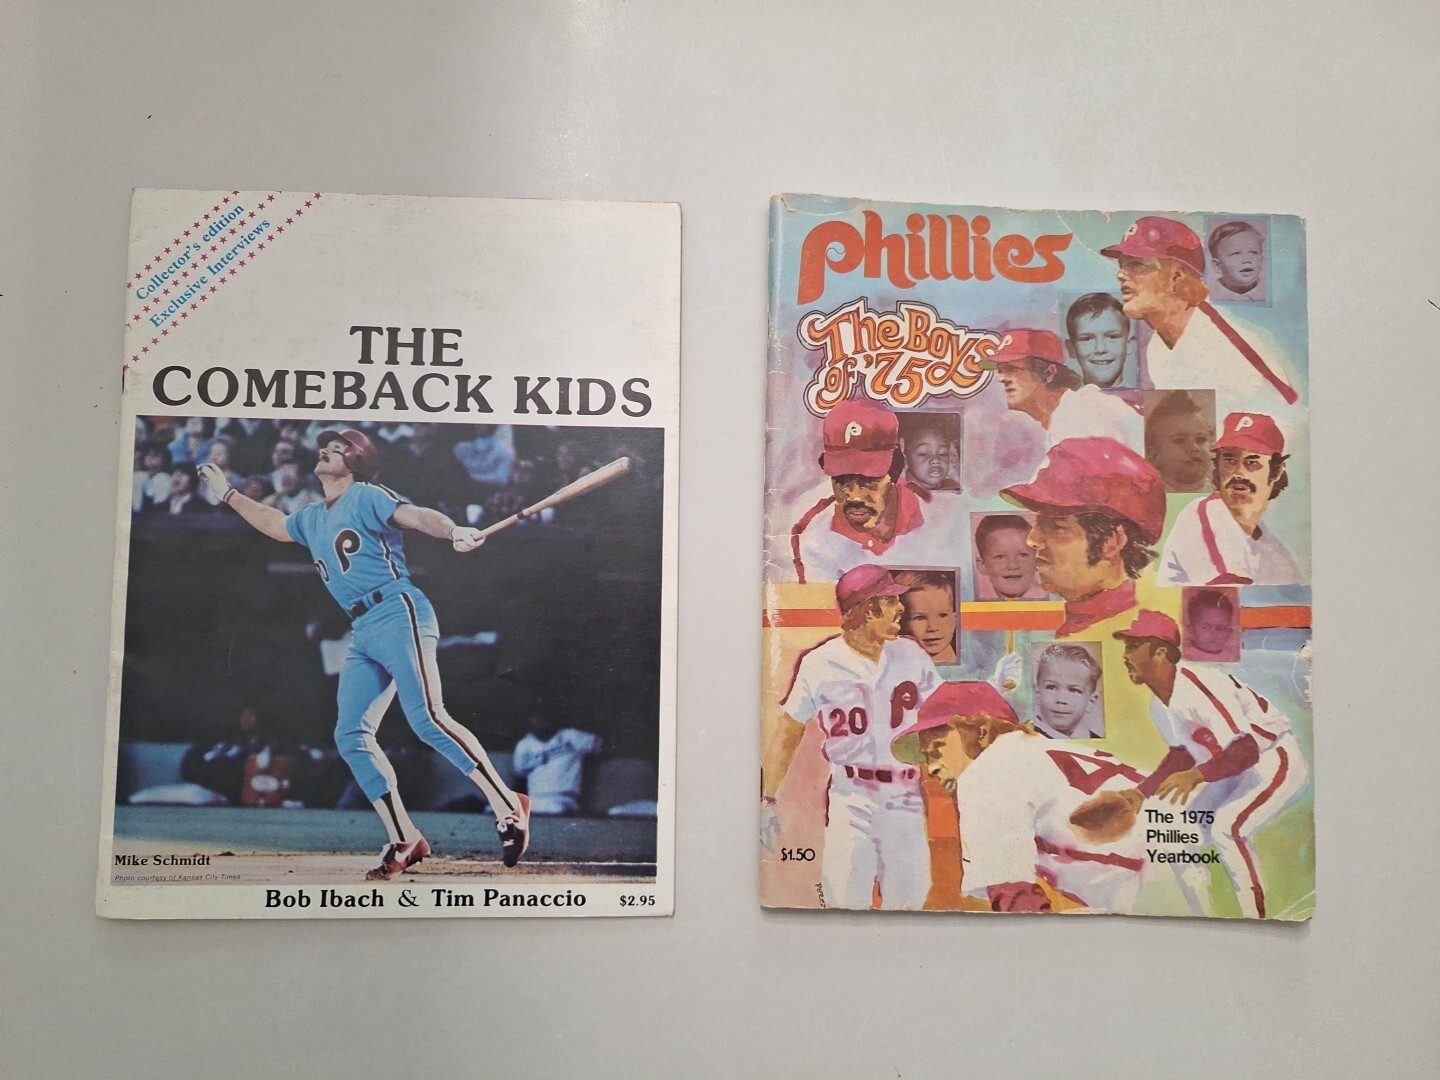 Collector's edition
Exclusive Interviews
THE
COMEBACK KIDS
P
Mike Schmidt
Photo courtesy of Kansas City Times
Bob Ibach & Tim Panaccio
$2.95
Phillies
The Boys
of '75
P
P
P
P
20 P
The 1975
Phillies
Yearbook
$1.50